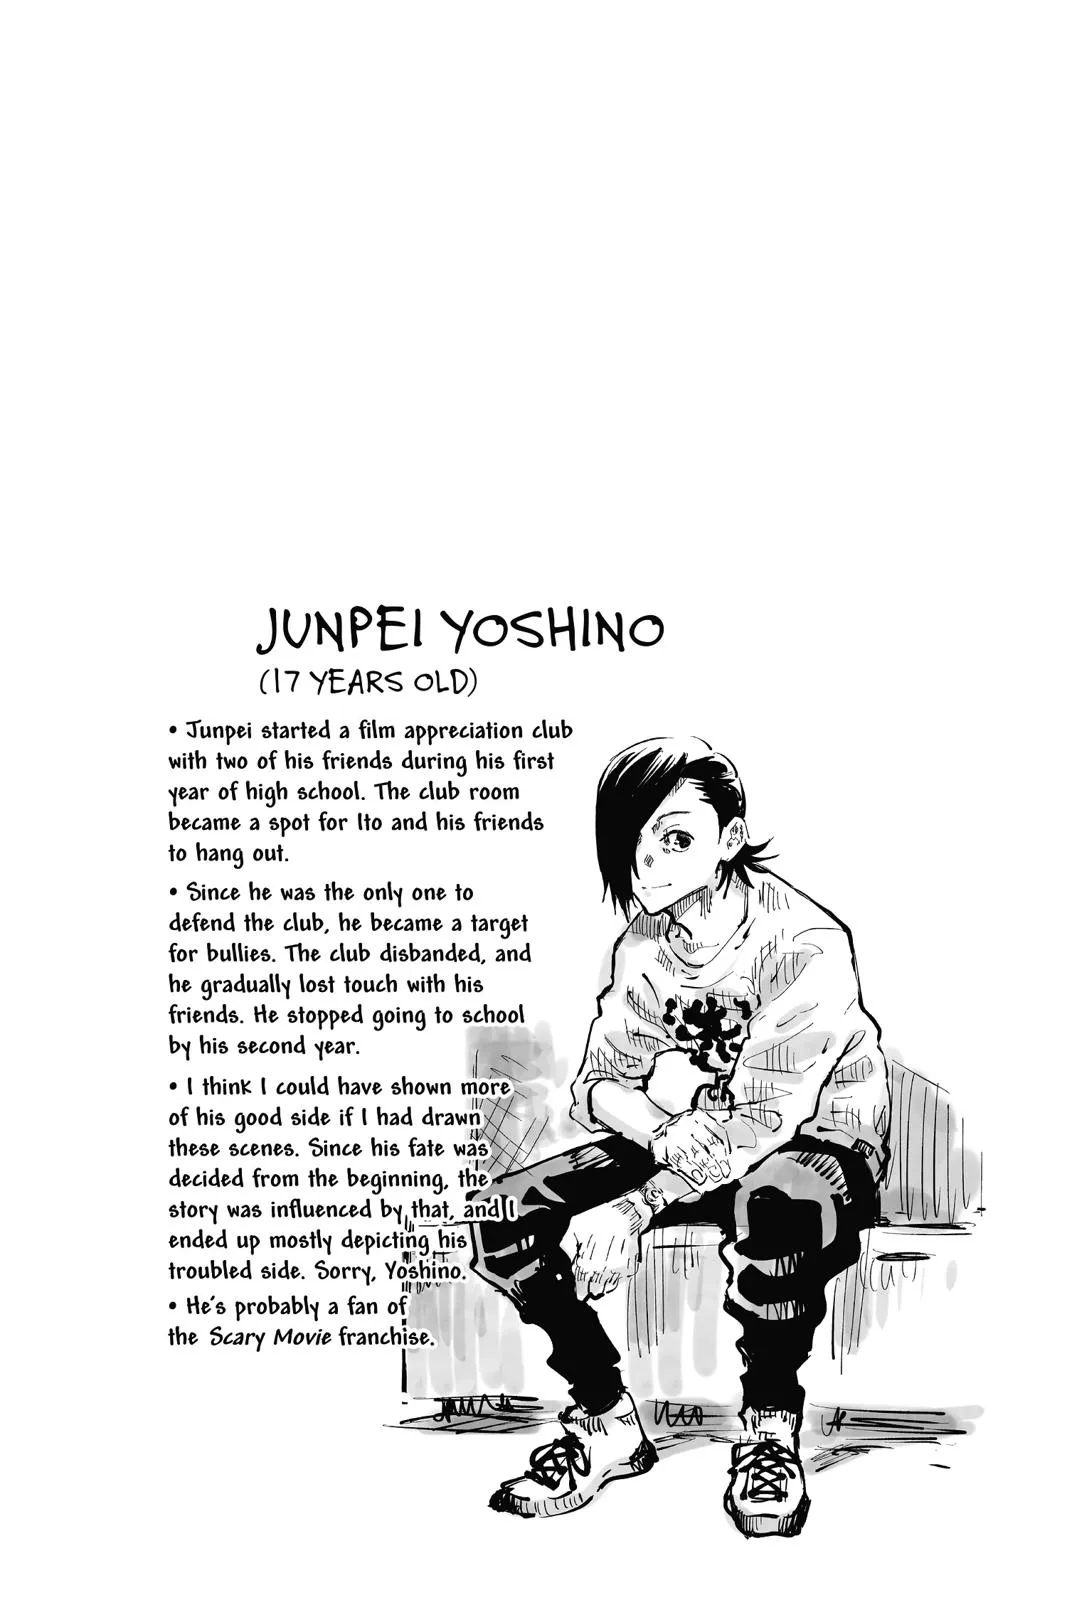 JUNPEI YOSHINO
(17 YEARS OLD)
• Junpei started a film appreciation club
with two of his friends during his first
year of high school. The club room
became a spot for Ito and his friends
to hang out.
• Since he was the only one to
defend the club, he became a target
for bullies. The club disbanded, and
he gradually lost touch with his
friends. He stopped going to school
by his second year.
• I think I could have shown more
of his good side if I had drawn
these scenes. Since his fate was
decided from the beginning, the
story was influenced by that, and I
ended up mostly depicting his
troubled side. Sorry, Yoshino.
• He's probably a fan of
the Scary Movie franchise.